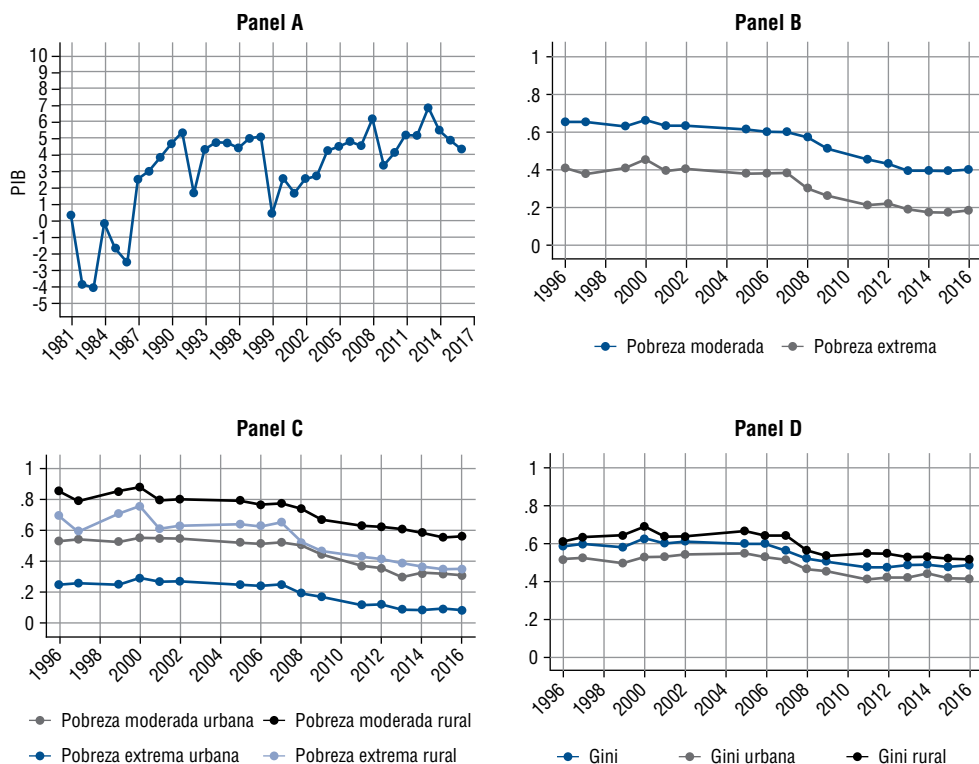 Panel A
10
9
8
7
6
5
4
3
2
1
0
-1
-2
-3
-4
-5
PIB
1981 1984 1987 1990 1993 1998 1999 2002 2005 2008 2011 2014 2017
Panel B
1
.8
.6
.4
.2
0
1996 1998 2000 2002 2004 2006 2008 2010 2012 2014 2016
Pobreza moderada Pobreza extrema
Panel C
1
.8
.6
.4
.2
0
1996 1998 2000 2002 2004 2006 2008 2010 2012 2014 2016
Pobreza moderada urbana Pobreza moderada rural
Pobreza extrema urbana Pobreza extrema rural
Panel D
1
.8
.6
.4
.2
0
1996 1998 2000 2002 2004 2006 2008 2010 2012 2014 2016
Gini Gini urbana Gini rural